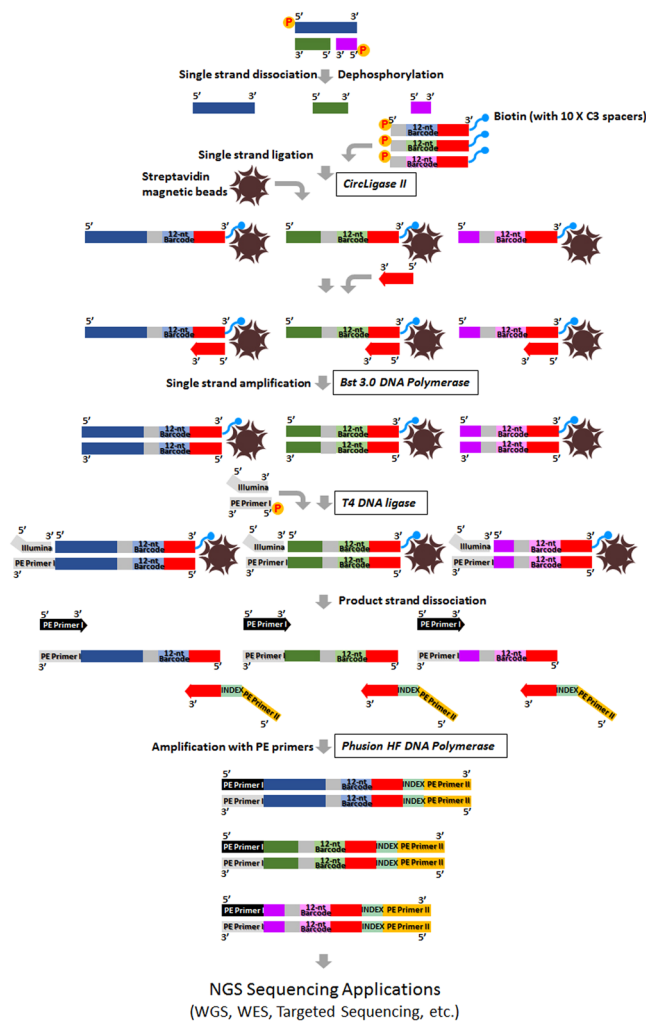 P 5’ 3’
3’ 5’ 3’ 5’ P
Single strand dissociation Dephosphorylation
5’ 3’ 5’ 3’ 5’ 3’
5’ 3’ Biotin (with 10 X C3 spacers)
P 12-nt
Barcode
P 12-nt
Barcode
P 12-nt
Barcode
Single strand ligation
CircLigase II
Streptavidin
magnetic beads
5’ 3’ 5’ 3’ 5’ 3’
12-nt 12-nt 12-nt
Barcode Barcode Barcode
3’ 5’
5’ 3’ 5’ 3’ 5’ 3’
12-nt 12-nt 12-nt
Barcode Barcode Barcode
3’ 5’ 3’ 5’ 3’ 5’
Single strand amplification Bst 3.0 DNA Polymerase
5’ 3’ 5’ 3’ 5’ 3’
12-nt 12-nt 12-nt
Barcode Barcode Barcode
12-nt 12-nt 12-nt
Barcode Barcode Barcode
3’ 5’ 3’ 5’ 3’ 5’
5’ 3’
Illumina
PE Primer I
3’ 5’ P
T4 DNA ligase
5’ 3’ 5’ 3’ 5’ 3’
Illumina 12-nt Illumina 12-nt Illumina 12-nt
Barcode Barcode Barcode
PE Primer I 12-nt PE Primer I 12-nt PE Primer I 12-nt
Barcode Barcode Barcode
3’ 5’ 3’ 5’ 3’ 5’
Product strand dissociation
5’ 3’ 5’ 3’ 5’ 3’
PE Primer I PE Primer I PE Primer I
PE Primer I 12-nt PE Primer I 12-nt PE Primer I 12-nt
Barcode Barcode Barcode
3’ 5’ 3’ 5’ 3’ 5’
INDEX PE Primer II INDEX PE Primer II INDEX PE Primer II
3’ 5’ 3’ 5’ 3’ 5’
Amplification with PE primers Phusion HF DNA Polymerase
5’ 3’
PE Primer I 12-nt
Barcode INDEX PE Primer II
PE Primer I 12-nt
Barcode INDEX PE Primer II
3’ 5’
5’ 3’
PE Primer I 12-nt
Barcode INDEX PE Primer II
PE Primer I 12-nt
Barcode INDEX PE Primer II
3’ 5’
5’ 3’
PE Primer I 12-nt
Barcode INDEX PE Primer II
PE Primer I 12-nt
Barcode INDEX PE Primer II
3’ 5’
NGS Sequencing Applications
(WGS, WES, Targeted Sequencing, etc.)